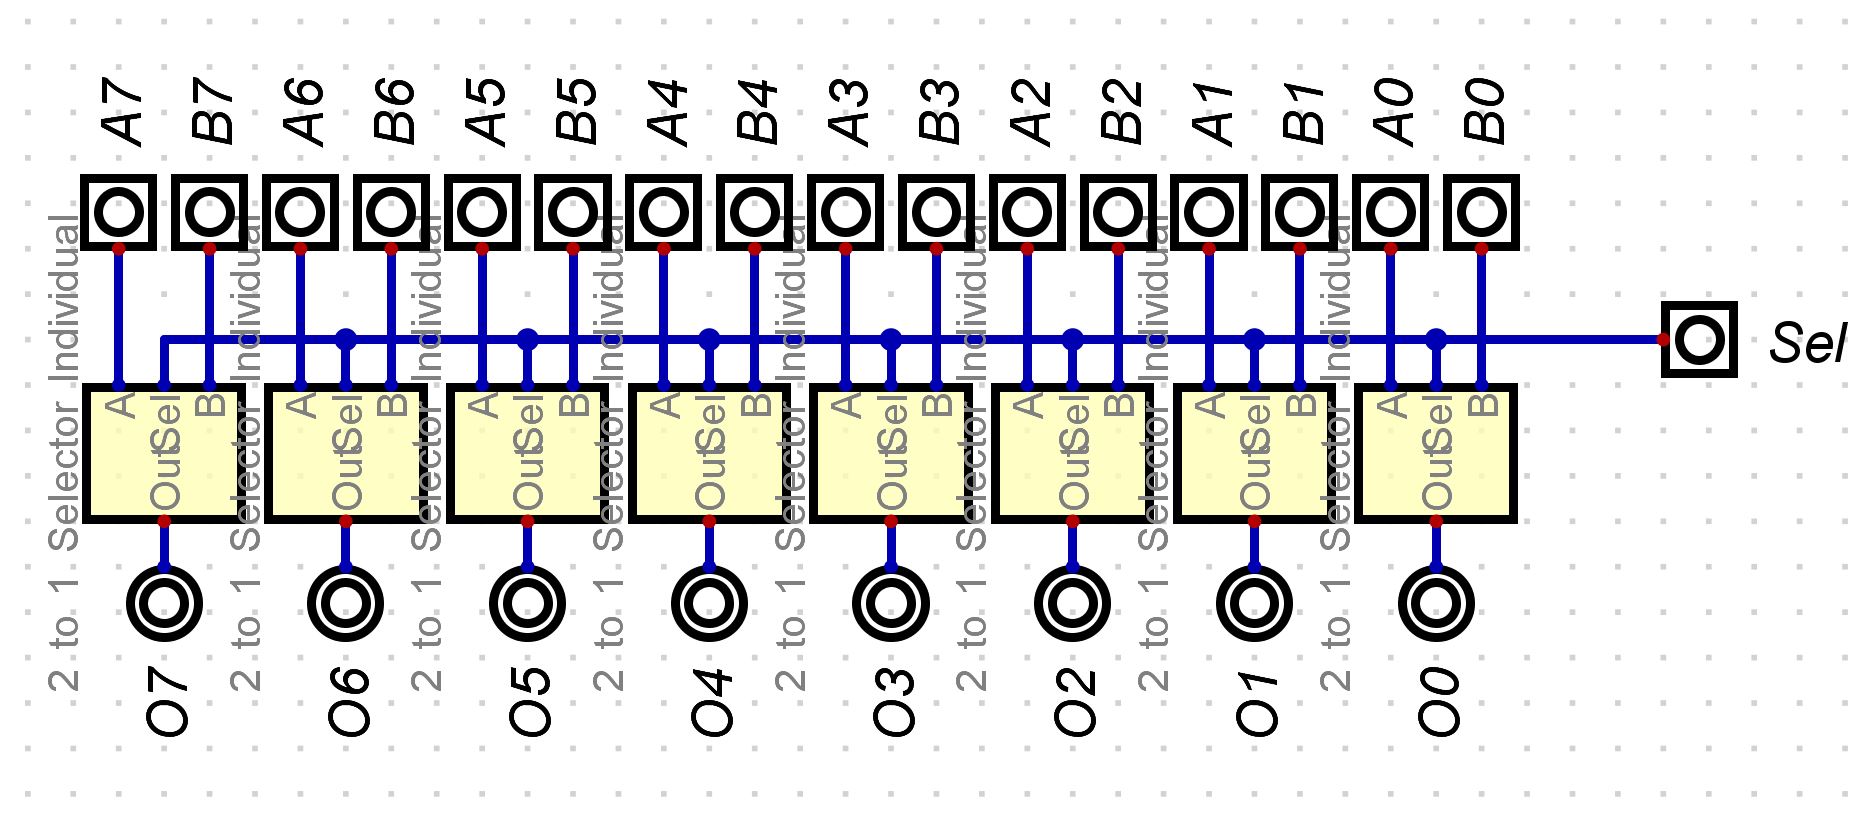 A7 B7 A6 B6 A5 B5 A4 B4 A3 B3 A2 B2 A1 B1 A0 B0
Sel
2 to 1 Selector Individual
A Sel B
Out
2 to 1 Selector Individual
A Sel B
Out
2 to 1 Selector Individual
A Sel B
Out
2 to 1 Selector Individual
A Sel B
Out
2 to 1 Selector Individual
A Sel B
Out
2 to 1 Selector Individual
A Sel B
Out
2 to 1 Selector Individual
A Sel B
Out
2 to 1 Selector Individual
A Sel B
Out
O7 O6 O5 O4 O3 O2 O1 O0